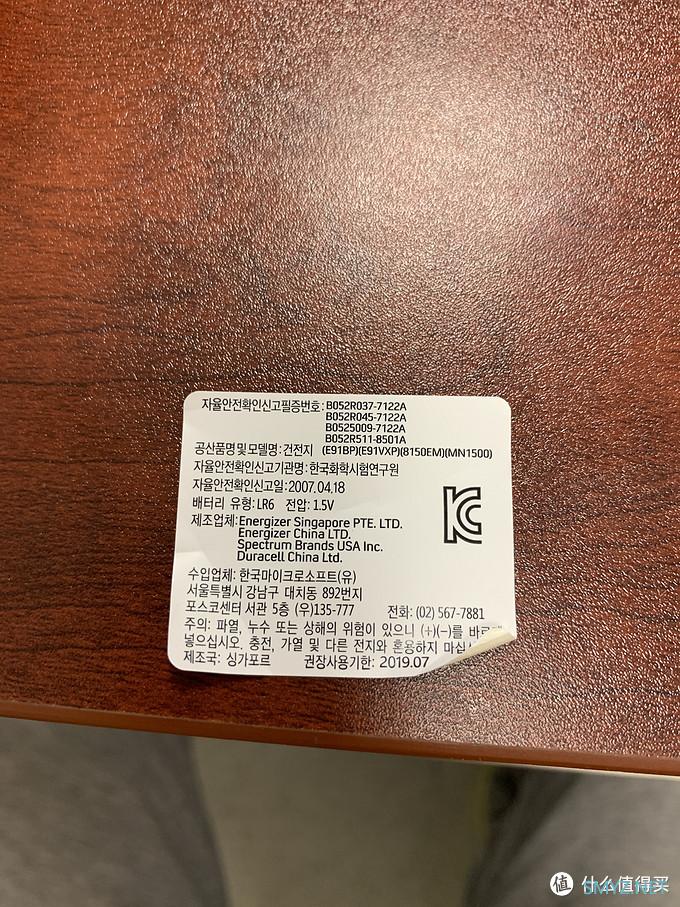 자율안전확인신고필증번호: B052R037-7122A
B052R045-7122A
B0525009-7122A
B052R511-8501A
공산품명 및 모델명: 건전지 (E91BP)(E91VXP)(8150EM)(MN1500)
자율안전확인신고기관명: 한국화학시험연구원
자율안전확인신고일: 2007.04.18
배터리 유형: LR6 전압: 1.5V
제조업체: Energizer Singapore PTE. LTD.
Energizer China LTD.
Spectrum Brands USA Inc.
Duracell China Ltd.
수입업체: 한국마이크로소프트(유)
서울특별시 강남구 대치동 892번지
포스코센터 서관 5층 (우)135-777 전화: (02) 567-7881
주의: 파열, 누수 또는 상해의 위험이 있으니 (+)(-)를
넣으십시오. 충전, 가열 및 다른 전지와 혼용하지
제조국: 싱가포르 권장사용기한: 2019.07
KC
值 什么值得买